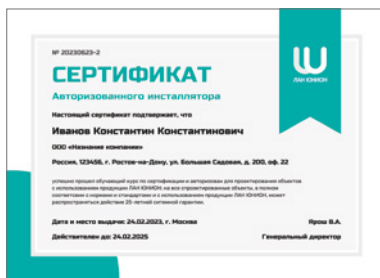 № 20230623-2
СЕРТИФИКАТ
Авторизованного инсталлятора
ЛАН ЮНИОН
Настоящий сертификат подтверждает, что
Иванов Константин Константинович
ООО «Название компании»
Россия, 123456, г. Ростов-на-Дону, ул. Большая Садовая, д. 200, оф. 22
успешно прошел обучающий курс по сертификации и авторизован для проектирования объектов
с использованием продукции ЛАН ЮНИОН; на все спроектированные объекты, в полном
соответствии с нормами и стандартами и с использованием продукции ЛАН ЮНИОН, может
распространяться действие 25-летней системной гарантии.
Дата и место выдачи: 24.02.2023, г. Москва
Ярош В.А.
Действителен до: 24.02.2025
Генеральный директор